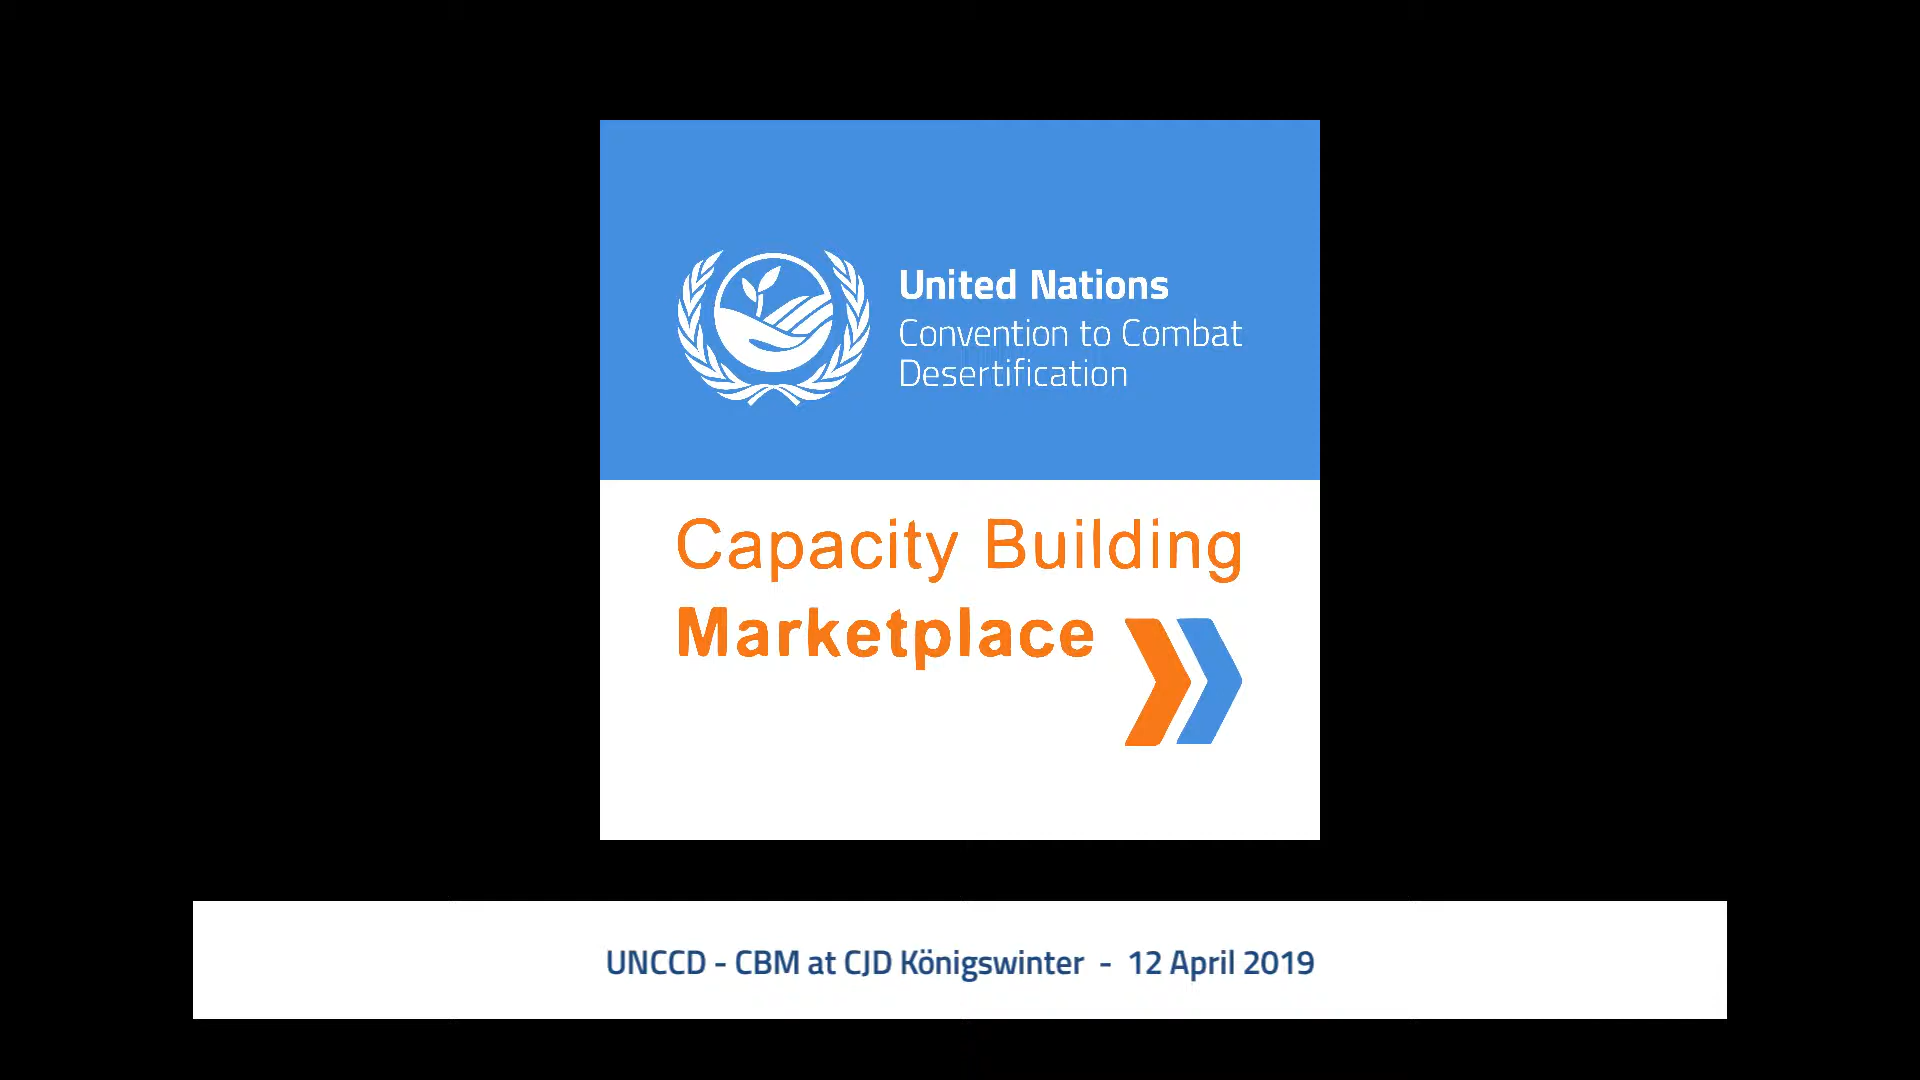 United Nations
Convention to Combat
Desertification
Capacity Building
Marketplace
UNCCD - CBM at CJD Königswinter - 12 April 2019